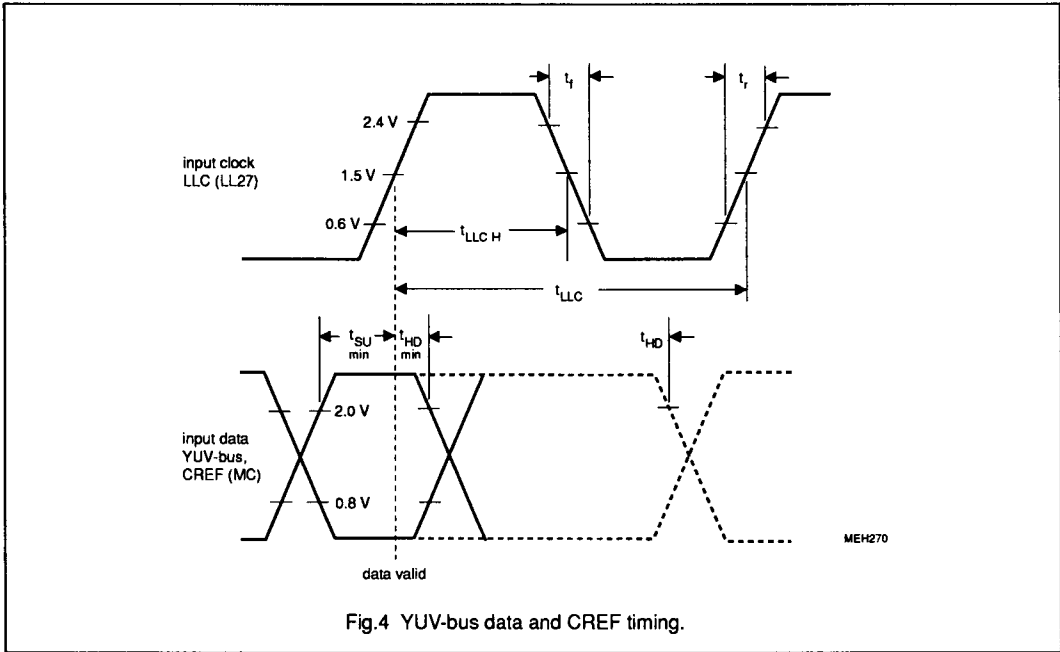 t_f
t_r
2.4 V
input clock
LLC (LL27)
1.5 V
0.6 V
t_LLC H
t_LLC
t_SU min
t_HD min
t_HD
2.0 V
input data
YUV-bus,
CREF (MC)
0.8 V
MEH270
data valid
Fig.4 YUV-bus data and CREF timing.